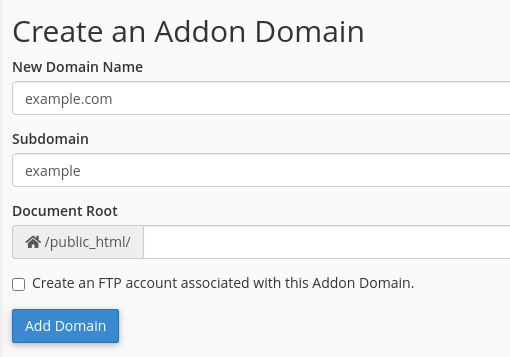 Create an Addon Domain
New Domain Name
example.com
Subdomain
example
Document Root
/public_html/
Create an FTP account associated with this Addon Domain.
Add Domain